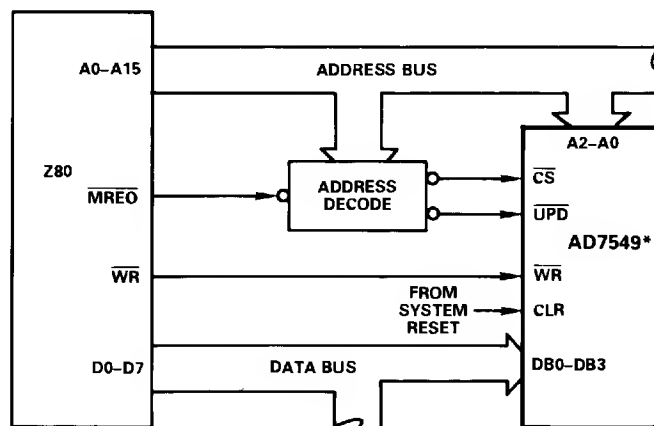 A0–A15
ADDRESS BUS
A2–A0
Z80
MREO
ADDRESS
DECODE
CS
UPD
AD7549*
WR
WR
FROM
SYSTEM
RESET
CLR
D0–D7
DATA BUS
DB0–DB3